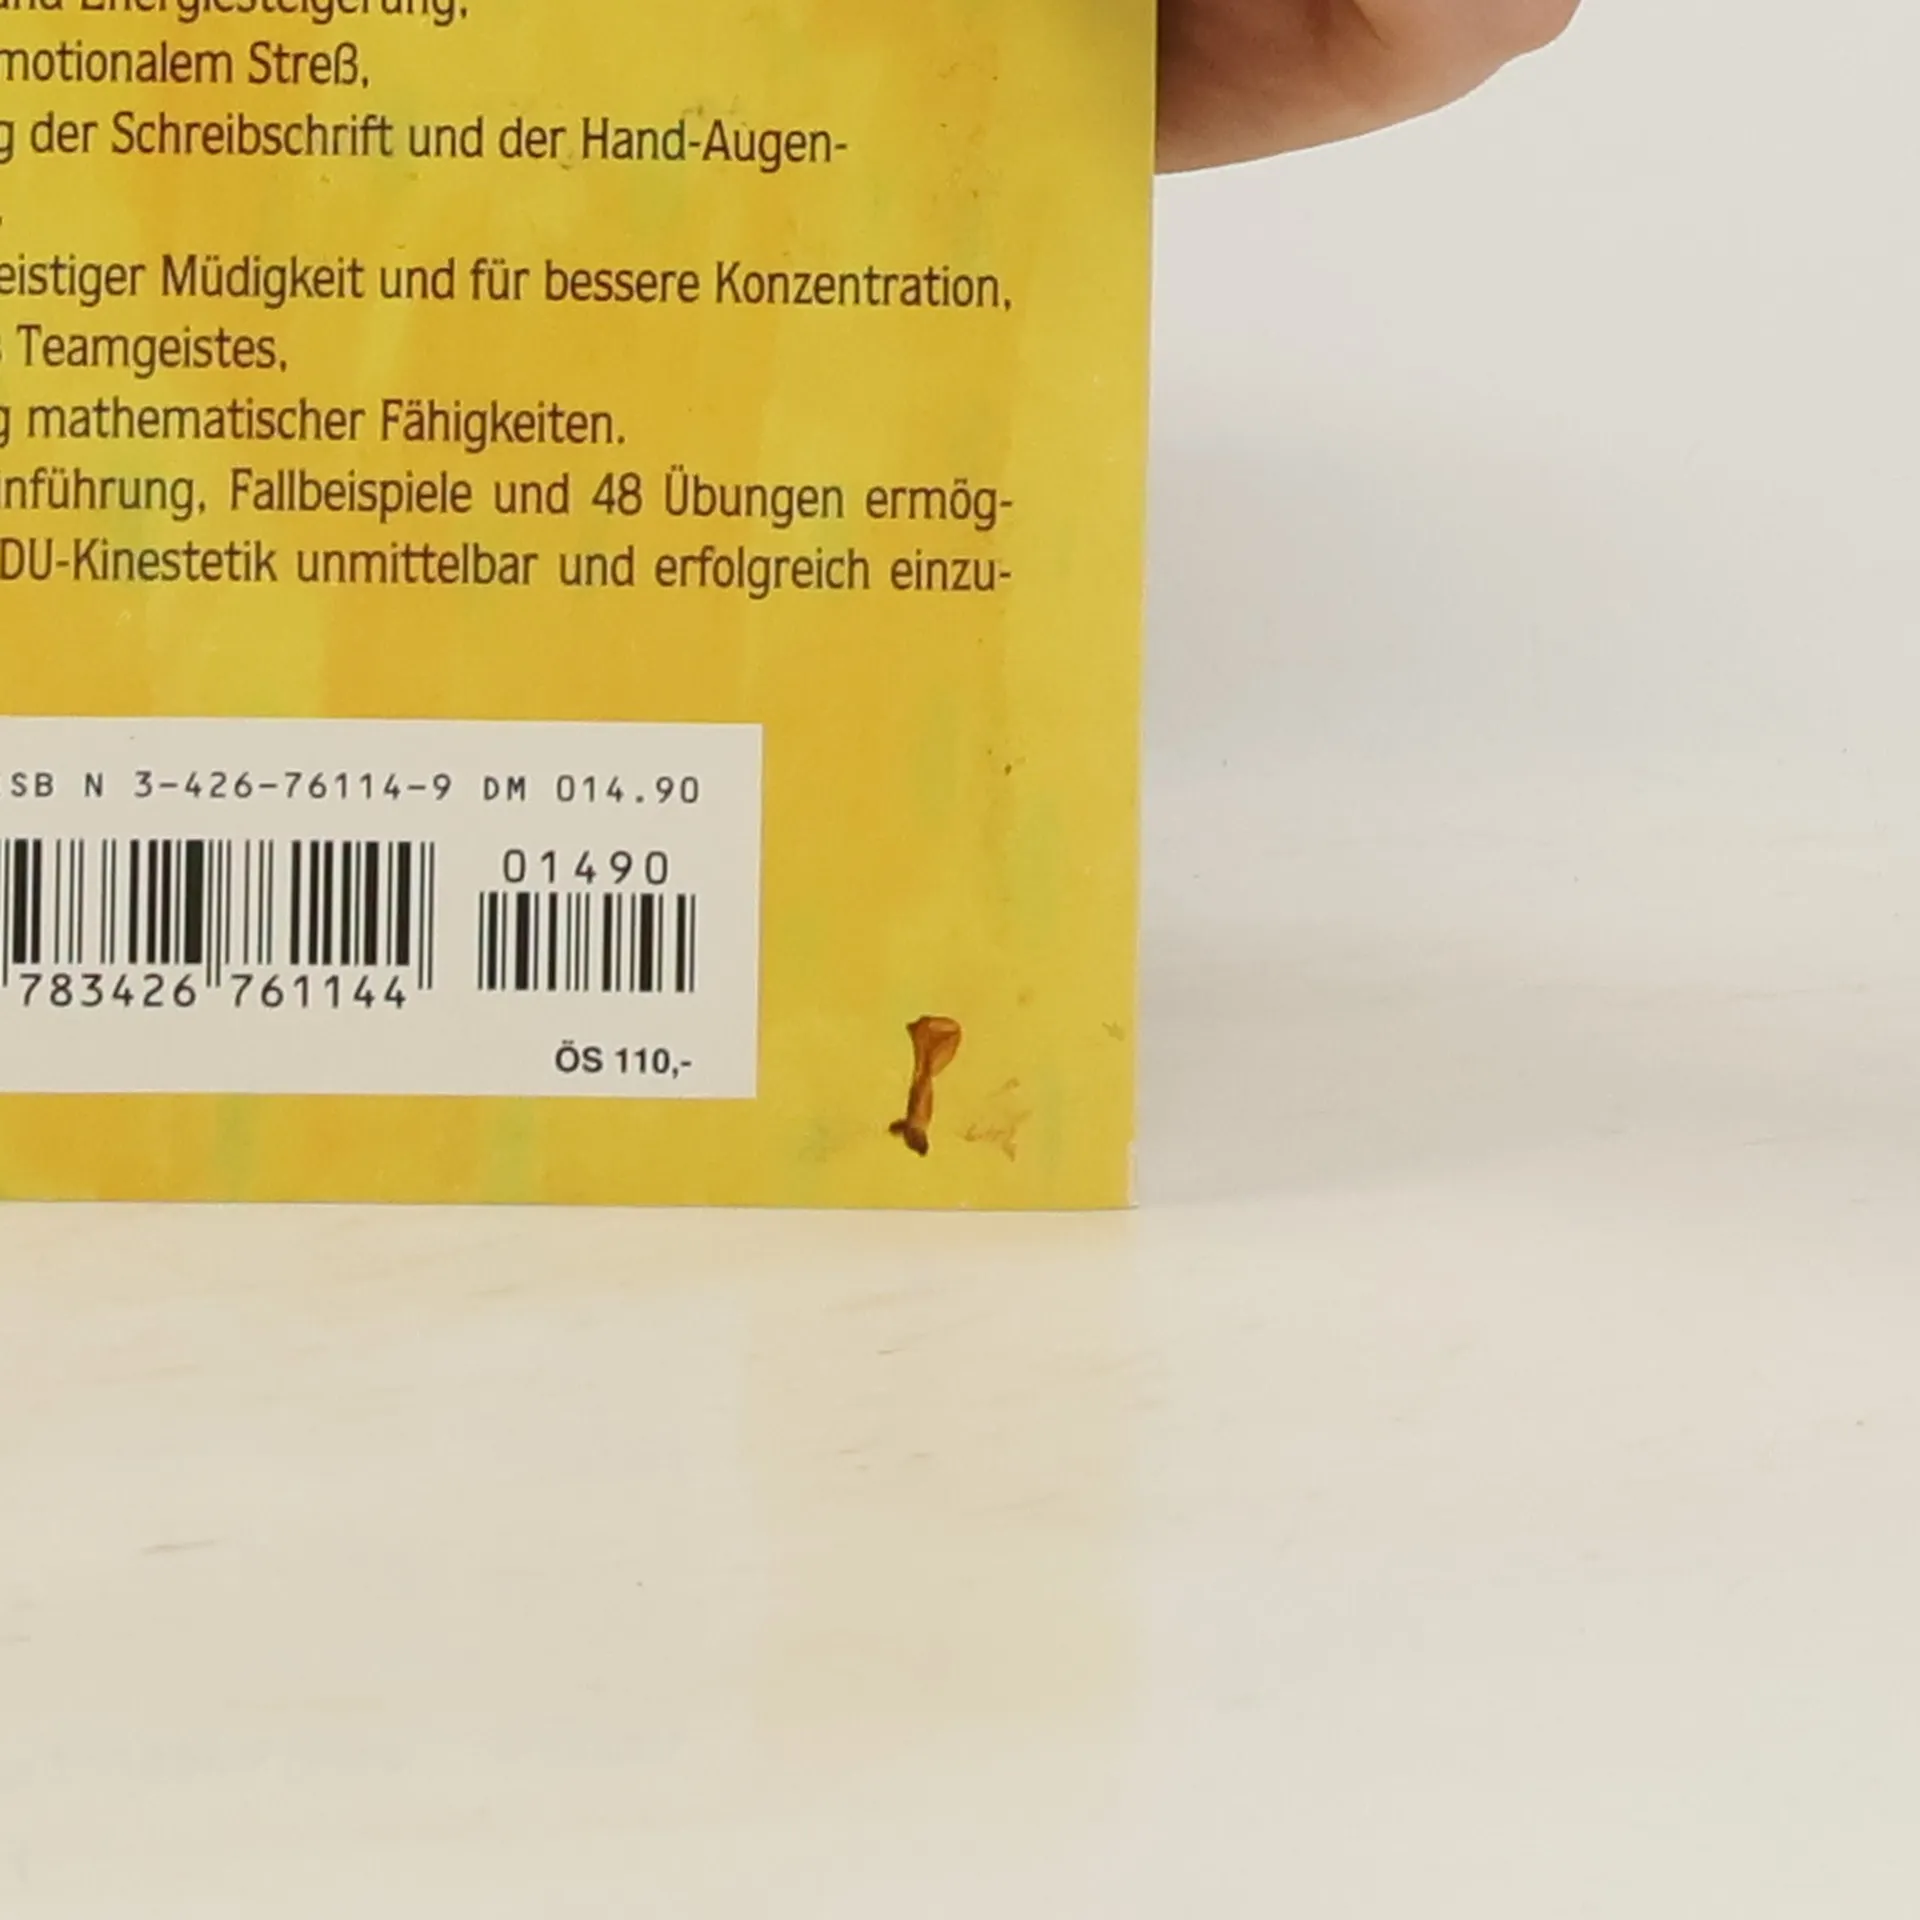 Energiesteigerung,
motionalem Streß,
g der Schreibschrift und der Hand-Augen-
eistiger Müdigkeit und für bessere Konzentration,
s Teamgeistes,
g mathematischer Fähigkeiten.
inführung, Fallbeispiele und 48 Übungen ermög-
DU-Kinestetik unmittelbar und erfolgreich einzu-
SBN 3-426-76114-9 DM 014.90
01490
783426 761144
ÖS 110,-